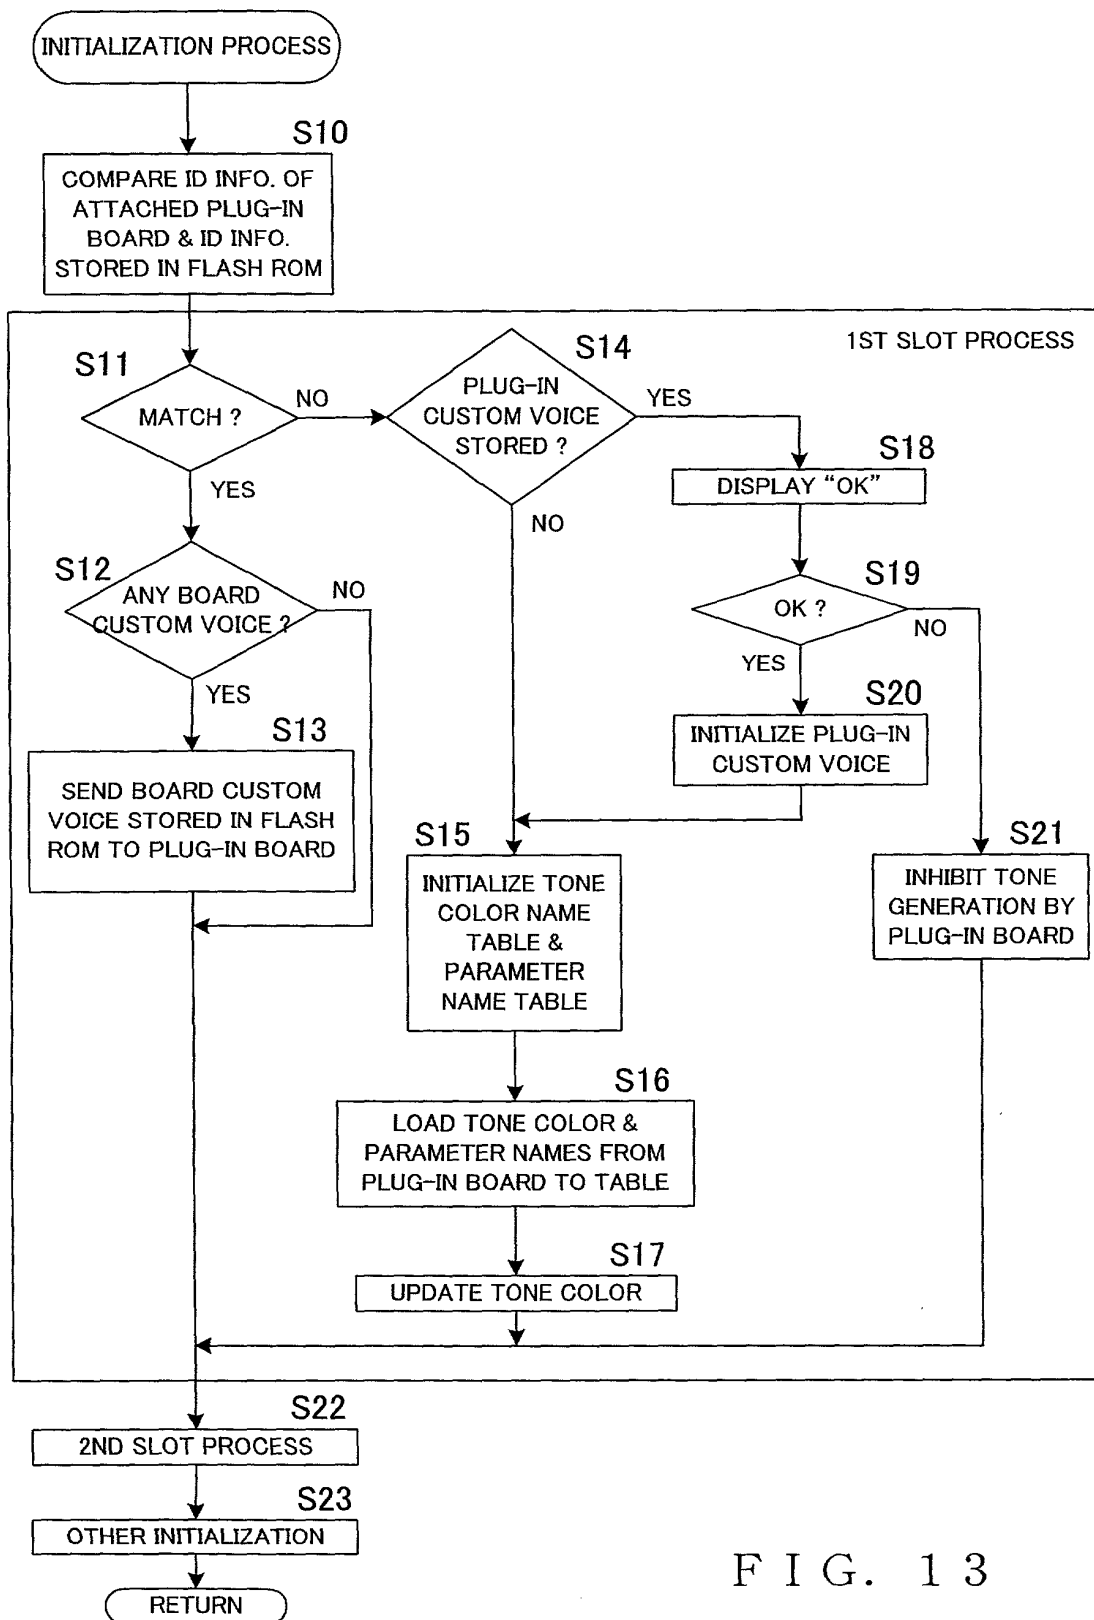 INITIALIZATION PROCESS
S10
COMPARE ID INFO. OF
ATTACHED PLUG-IN
BOARD & ID INFO.
STORED IN FLASH ROM
1ST SLOT PROCESS
S11
MATCH ?
NO
YES
S14
PLUG-IN
CUSTOM VOICE
STORED ?
YES
NO
S18
DISPLAY “OK”
S12
ANY BOARD
CUSTOM VOICE ?
NO
YES
S19
OK ?
NO
YES
S13
SEND BOARD CUSTOM
VOICE STORED IN FLASH
ROM TO PLUG-IN BOARD
S20
INITIALIZE PLUG-IN
CUSTOM VOICE
S15
INITIALIZE TONE
COLOR NAME
TABLE &
PARAMETER
NAME TABLE
S21
INHIBIT TONE
GENERATION BY
PLUG-IN BOARD
S16
LOAD TONE COLOR &
PARAMETER NAMES FROM
PLUG-IN BOARD TO TABLE
S17
UPDATE TONE COLOR
S22
2ND SLOT PROCESS
S23
OTHER INITIALIZATION
RETURN
FIG. 13